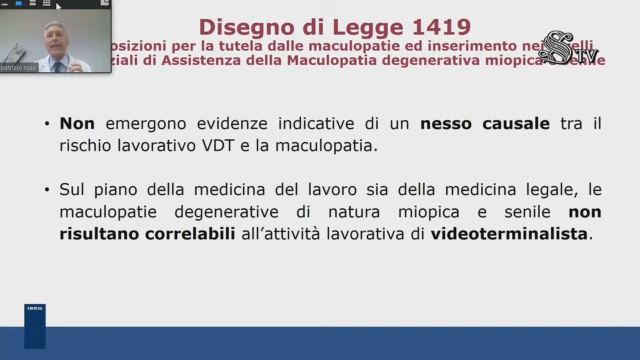 Disegno di Legge 1419
osizioni per la tutela dalle maculopatie ed inserimento nei
ziali di Assistenza della Maculopatia degenerativa miopica
S TV
patrizio rossi
• Non emergono evidenze indicative di un nesso causale tra il
rischio lavorativo VDT e la maculopatia.
• Sul piano della medicina del lavoro sia della medicina legale, le
maculopatie degenerative di natura miopica e senile non
risultano correlabili all’attività lavorativa di videoterminalista.
INAIL